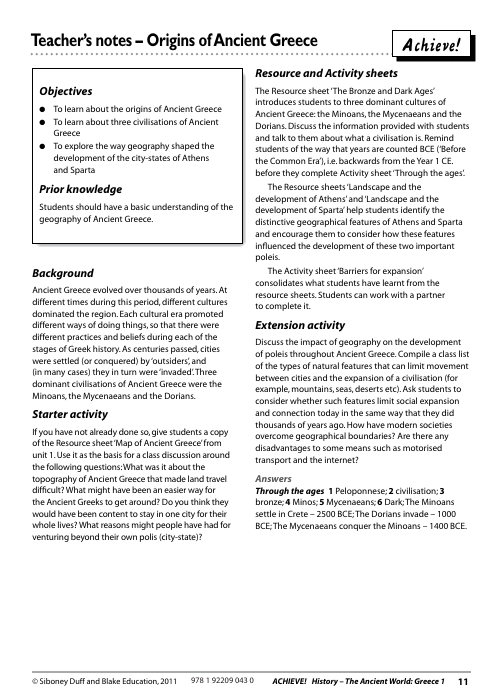 Teacher's notes – Origins of Ancient Greece
Achieve!
Objectives
● To learn about the origins of Ancient Greece
● To learn about three civilisations of Ancient
Greece
● To explore the way geography shaped the
development of the city-states of Athens
and Sparta
Prior knowledge
Students should have a basic understanding of the
geography of Ancient Greece.
Background
Ancient Greece evolved over thousands of years. At
different times during this period, different cultures
dominated the region. Each cultural era promoted
different ways of doing things, so that there were
different practices and beliefs during each of the
stages of Greek history. As centuries passed, cities
were settled (or conquered) by 'outsiders', and
(in many cases) they in turn were 'invaded'. Three
dominant civilisations of Ancient Greece were the
Minoans, the Mycenaeans and the Dorians.
Starter activity
If you have not already done so, give students a copy
of the Resource sheet 'Map of Ancient Greece' from
unit 1. Use it as the basis for a class discussion around
the following questions: What was it about the
topography of Ancient Greece that made land travel
difficult? What might have been an easier way for
the Ancient Greeks to get around? Do you think they
would have been content to stay in one city for their
whole lives? What reasons might people have had for
venturing beyond their own polis (city-state)?
Resource and Activity sheets
The Resource sheet 'The Bronze and Dark Ages'
introduces students to three dominant cultures of
Ancient Greece: the Minoans, the Mycenaeans and the
Dorians. Discuss the information provided with students
and talk to them about what a civilisation is. Remind
students of the way that years are counted BCE ('Before
the Common Era'), i.e. backwards from the Year 1 CE.
before they complete Activity sheet 'Through the ages'.
The Resource sheets 'Landscape and the
development of Athens' and 'Landscape and the
development of Sparta' help students identify the
distinctive geographical features of Athens and Sparta
and encourage them to consider how these features
influenced the development of these two important
poleis.
The Activity sheet 'Barriers for expansion'
consolidates what students have learnt from the
resource sheets. Students can work with a partner
to complete it.
Extension activity
Discuss the impact of geography on the development
of poleis throughout Ancient Greece. Compile a class list
of the types of natural features that can limit movement
between cities and the expansion of a civilisation (for
example, mountains, seas, deserts etc). Ask students to
consider whether such features limit social expansion
and connection today in the same way that they did
thousands of years ago. How have modern societies
overcome geographical boundaries? Are there any
disadvantages to some means such as motorised
transport and the internet?
Answers
Through the ages 1 Peloponnese; 2 civilisation; 3
bronze; 4 Minos; 5 Mycenaeans; 6 Dark; The Minoans
settle in Crete – 2500 BCE; The Dorians invade – 1000
BCE; The Mycenaeans conquer the Minoans – 1400 BCE.
© Siboney Duff and Blake Education, 2011 978 1 92209 043 0 ACHIEVE! History – The Ancient World: Greece 1 11